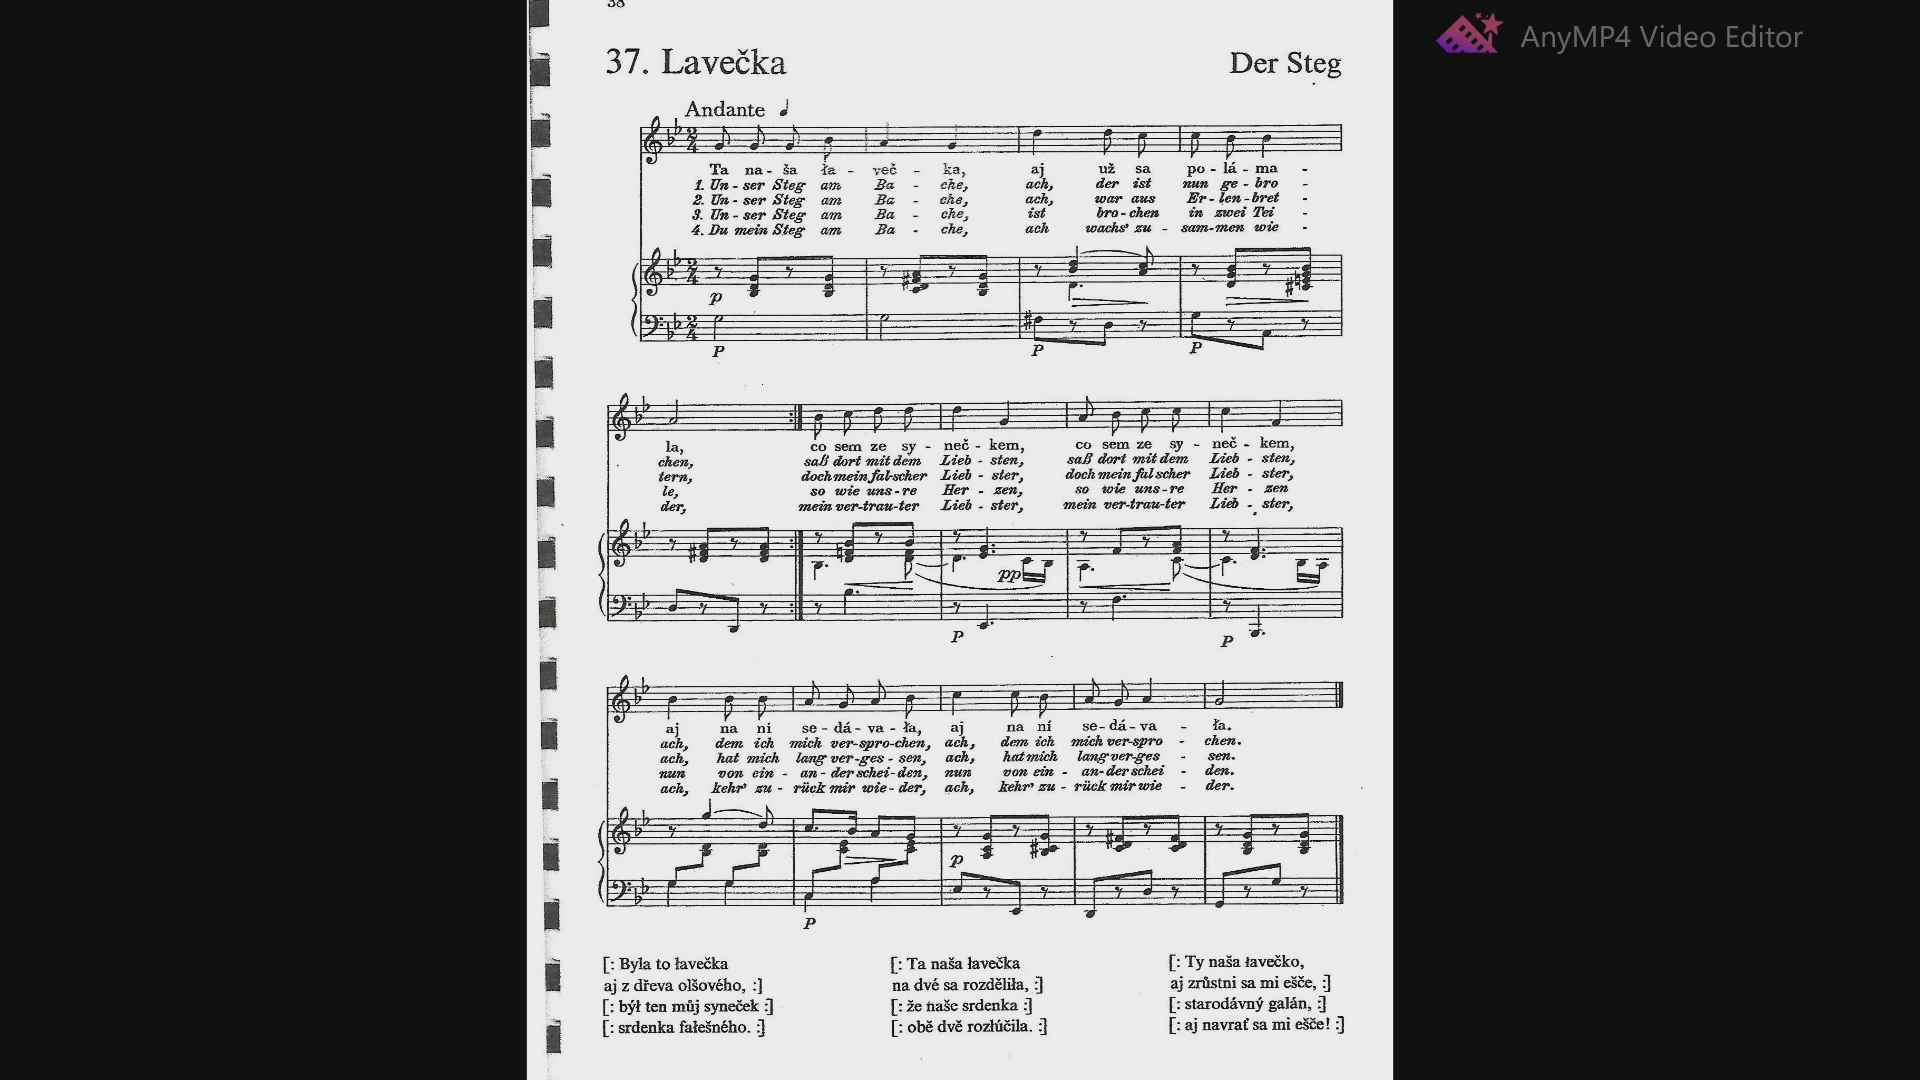 38
AnyMP4 Video Editor
37. Lavečka
Der Steg
Andante
Ta na - ša ła - več - ka, aj už sa po - lá - ma -
1. Un - ser Steg am Ba - che, ach, der ist nun ge - bro -
2. Un - ser Steg am Ba - che, ach, war aus Er - len - bret -
3. Un - ser Steg am Ba - che, ist bro - chen in zwei Tei -
4. Du mein Steg am Ba - che, ach wachs' zu - sam - men wie -
p
P P P
la, co sem ze sy - neč - kem, co sem ze sy - neč - kem,
chen, saß dort mit dem Lieb - sten, saß dort mit dem Lieb - sten,
tern, doch mein fal - scher Lieb - ster, doch mein fal scher Lieb - ster,
le, so wie uns - re Her - zen, so wie uns - re Her - zen
der, mein ver - trau - ter Lieb - ster, mein ver - trau - ter Lieb - ster,
pp
P P
aj na ní se - dá - va - ła, aj na ní se - dá - va - ła.
ach, dem ich mich ver - spro - chen, ach, dem ich mich ver - spro - chen.
ach, hat mich lang ver - ges - sen, ach, hat mich lang ver - ges - sen.
nun von ein - an - der schei - den, nun von ein - an - der schei - den.
ach, kehr' zu - rück mir wie - der, ach, kehr' zu - rück mir wie - der.
p
P
[: Byla to łavečka
aj z dřeva olšového, :]
[: był ten můj syneček :]
[: srdenka fałešného. :]
[: Ta naša łavečka
na dvé sa rozděliła, :]
[: že naše srdenka :]
[: obě dvě rozłúčila. :]
[: Ty naša łavečko,
aj zrůstni sa mi ešče, :]
[: starodávný galán, :]
[: aj navrať sa mi ešče! :]